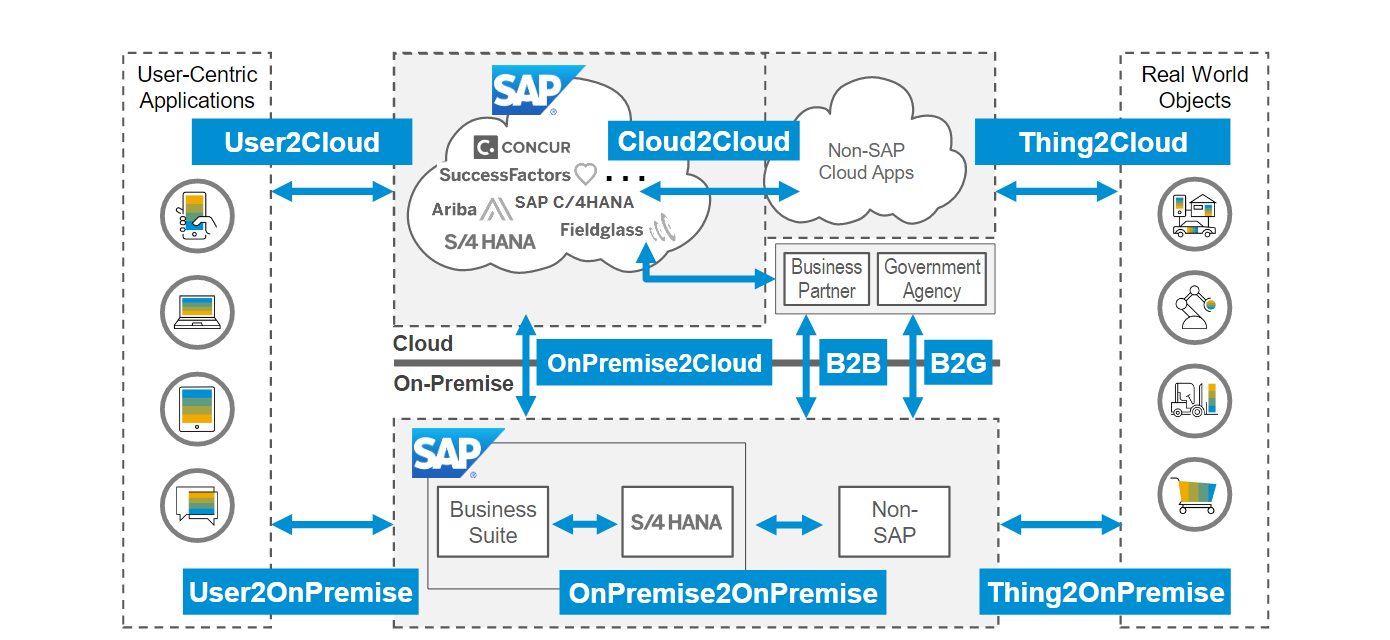 User-Centric
Applications
User2Cloud
SAP
®
CONCUR
SuccessFactors ...
Ariba
SAP C/4HANA
S/4 HANA
Fieldglass
Cloud2Cloud
Non-SAP
Cloud Apps
Real World
Objects
Thing2Cloud
Business
Partner
Government
Agency
Cloud
On-Premise
OnPremise2Cloud
B2B
B2G
SAP
®
Business
Suite
S/4 HANA
Non-
SAP
User2OnPremise
OnPremise2OnPremise
Thing2OnPremise